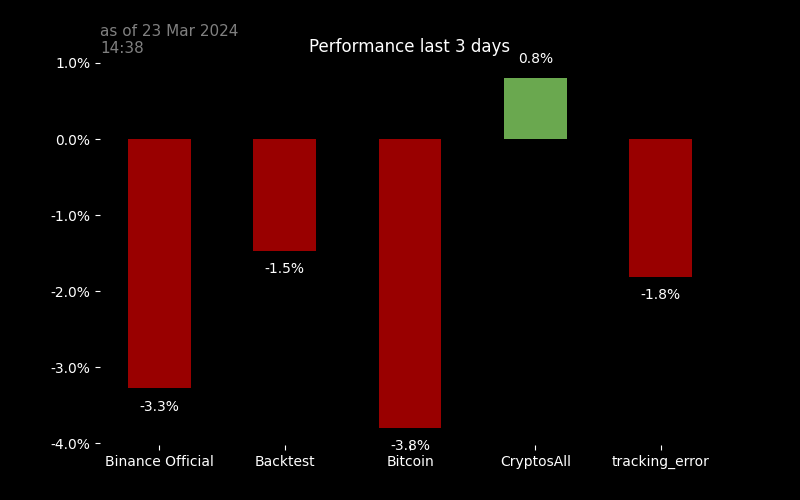 as of 23 Mar 2024
14:38
Performance last 3 days
1.0%
0.8%
0.0%
-1.0%
-1.5%
-2.0%
-1.8%
-3.0%
-3.3%
-4.0%
-3.8%
Binance Official
Backtest
Bitcoin
CryptosAll
tracking_error